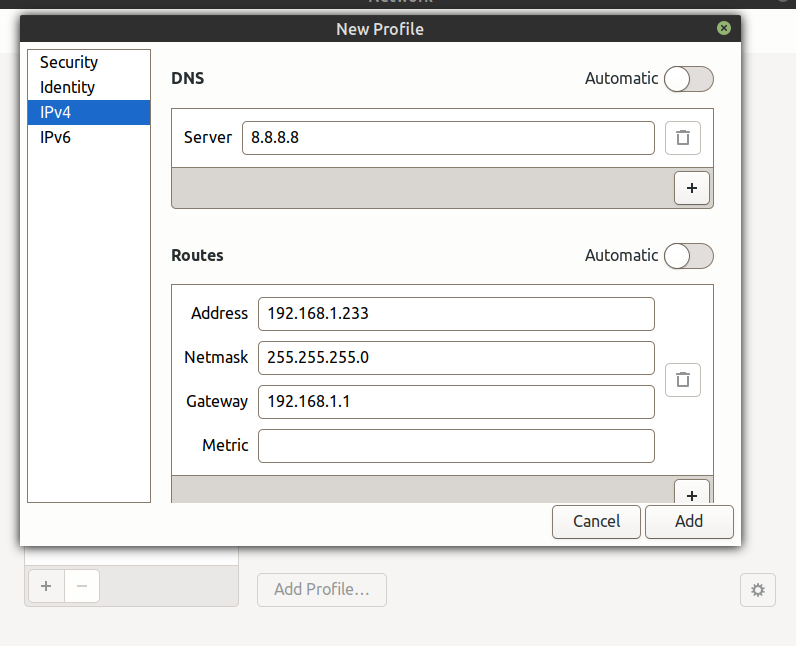 Network
New Profile
Security
Identity
IPv4
IPv6
DNS
Automatic
Server 8.8.8.8
+
Routes
Automatic
Address 192.168.1.233
Netmask 255.255.255.0
Gateway 192.168.1.1
Metric
+
Cancel Add
+ − Add Profile...